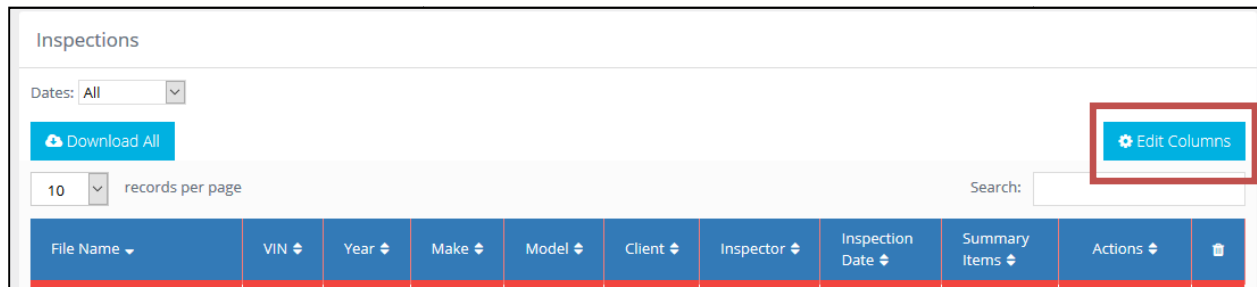 Inspections
Dates: All
Download All
Edit Columns
10 records per page
Search:
File Name VIN Year Make Model Client Inspector Inspection Date Summary Items Actions